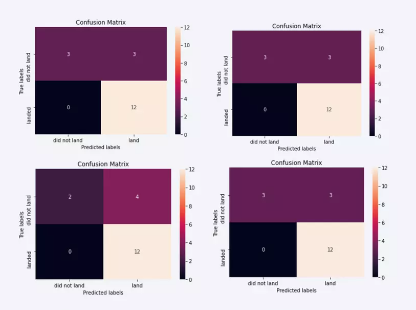 Confusion Matrix
did not land
3
3
landed
0
12
True labels
did not land
land
Predicted labels
12
10
8
6
4
2
0
Confusion Matrix
did not land
3
3
landed
0
12
True labels
did not land
land
Predicted labels
12
10
8
6
4
2
0
Confusion Matrix
did not land
2
4
landed
0
12
True labels
did not land
land
Predicted labels
12
10
8
6
4
2
0
Confusion Matrix
did not land
3
3
landed
0
12
True labels
did not land
land
Predicted labels
12
10
8
6
4
2
0